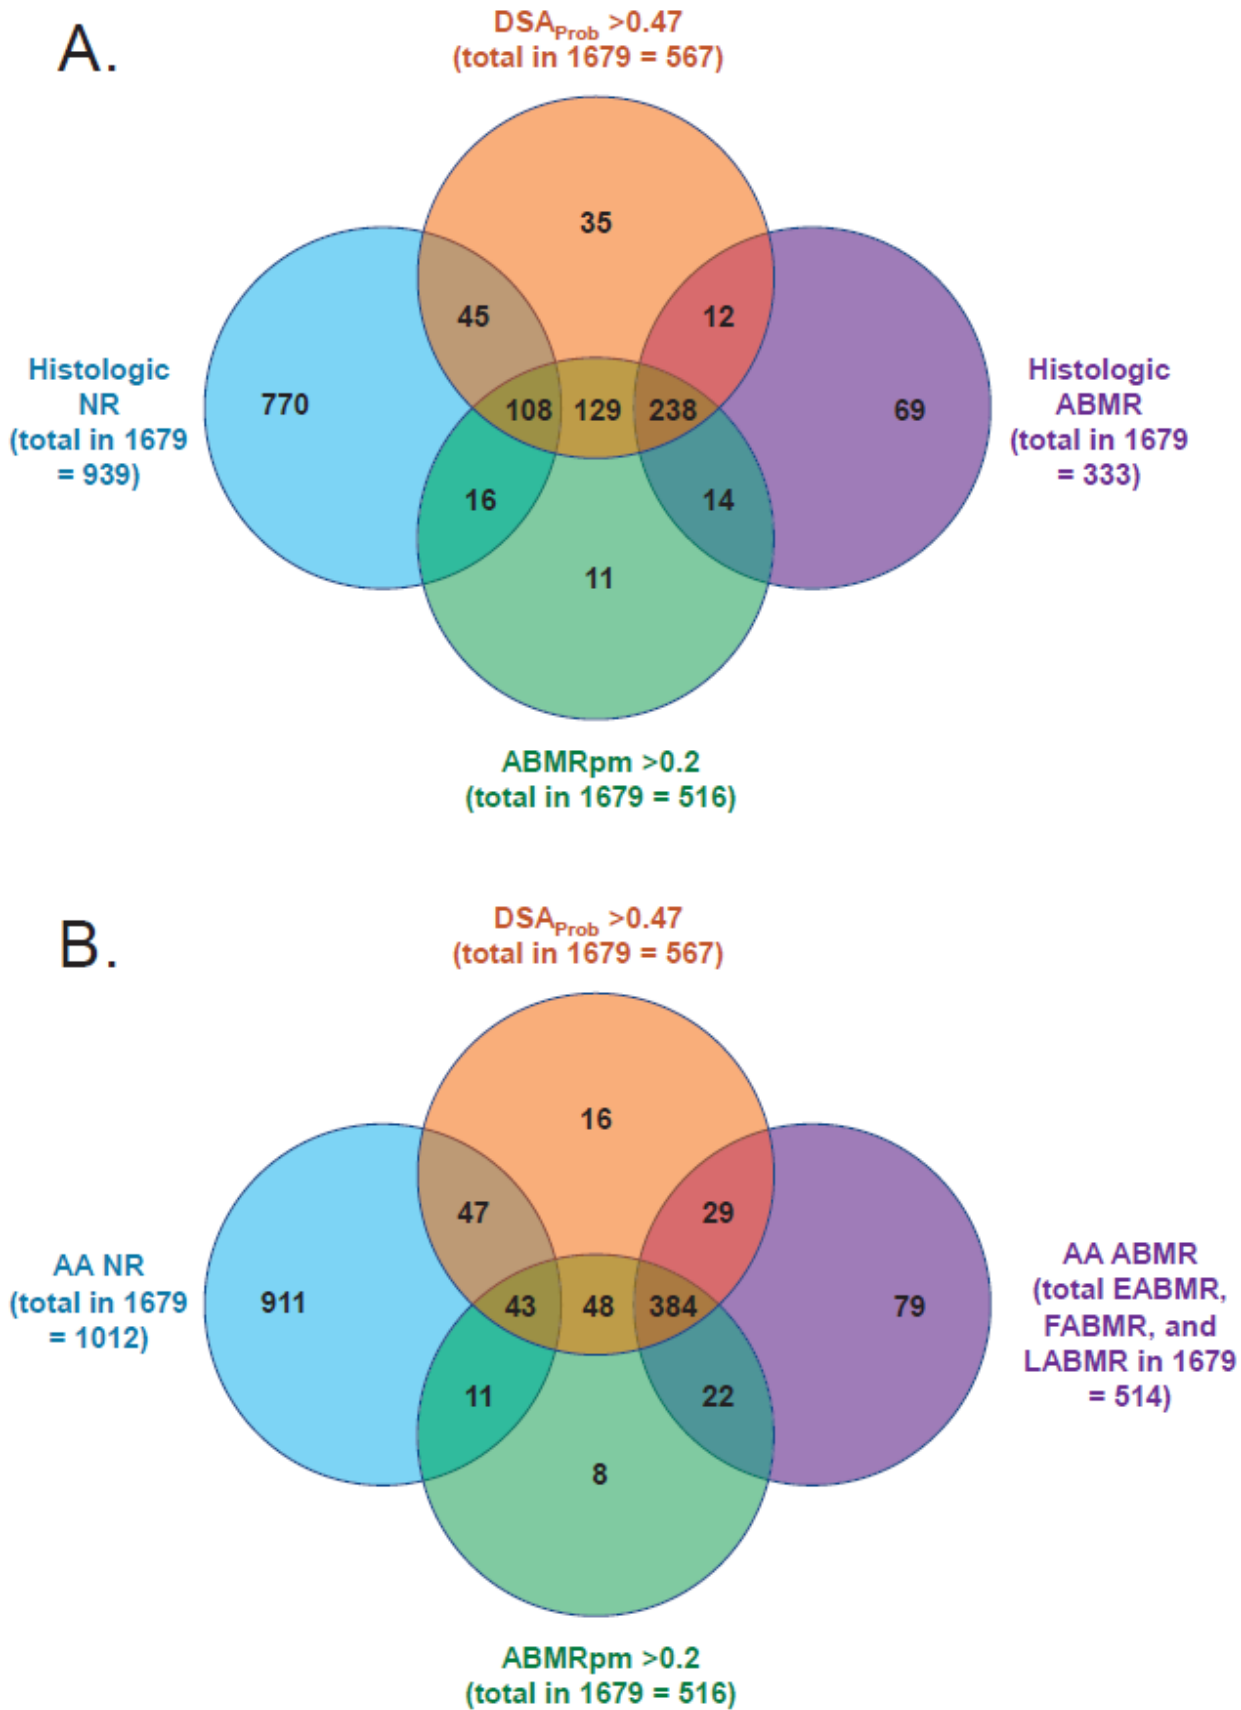 A.
DSAProb >0.47
(total in 1679 = 567)
35
45
12
Histologic
NR
(total in 1679
= 939)
770
108
129
238
69
Histologic
ABMR
(total in 1679
= 333)
16
14
11
ABMRpm >0.2
(total in 1679 = 516)
B.
DSAProb >0.47
(total in 1679 = 567)
16
47
29
AA NR
(total in 1679
= 1012)
911
43
48
384
79
AA ABMR
(total EABMR,
FABMR, and
LABMR in 1679
= 514)
11
22
8
ABMRpm >0.2
(total in 1679 = 516)